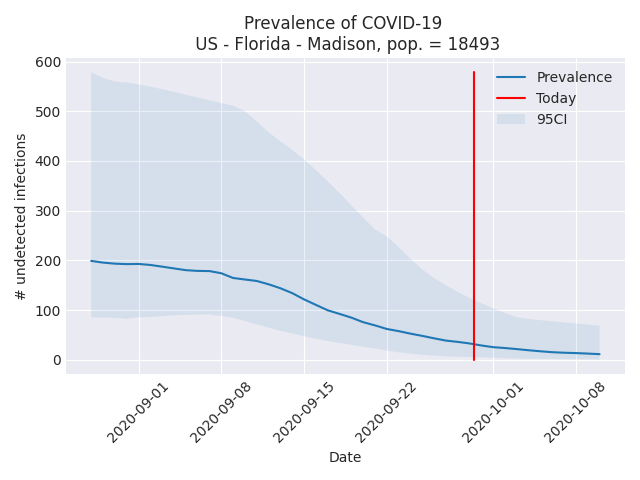 Prevalence of COVID-19
US - Florida - Madison, pop. = 18493
600
500
400
300
200
100
0
# undetected infections
Prevalence
Today
95CI
2020-09-01
2020-09-08
2020-09-15
2020-09-22
2020-10-01
2020-10-08
Date